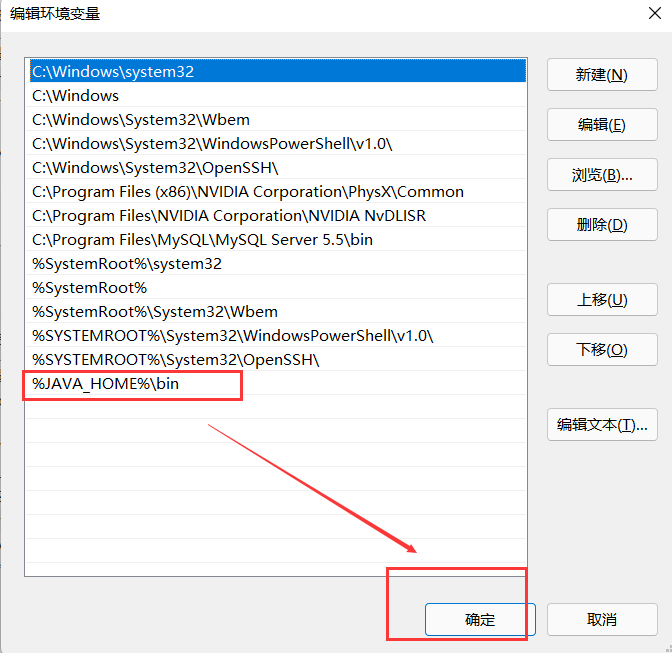 编辑环境变量
C:\Windows\system32
C:\Windows
C:\Windows\System32\Wbem
C:\Windows\System32\WindowsPowerShell\v1.0\
C:\Windows\System32\OpenSSH\
C:\Program Files (x86)\NVIDIA Corporation\PhysX\Common
C:\Program Files\NVIDIA Corporation\NVIDIA NvDLISR
C:\Program Files\MySQL\MySQL Server 5.5\bin
%SystemRoot%\system32
%SystemRoot%
%SystemRoot%\System32\Wbem
%SYSTEMROOT%\System32\WindowsPowerShell\v1.0\
%SYSTEMROOT%\System32\OpenSSH\
%JAVA_HOME%\bin
新建(N)
编辑(E)
浏览(B)...
删除(D)
上移(U)
下移(O)
编辑文本(T)...
确定
取消